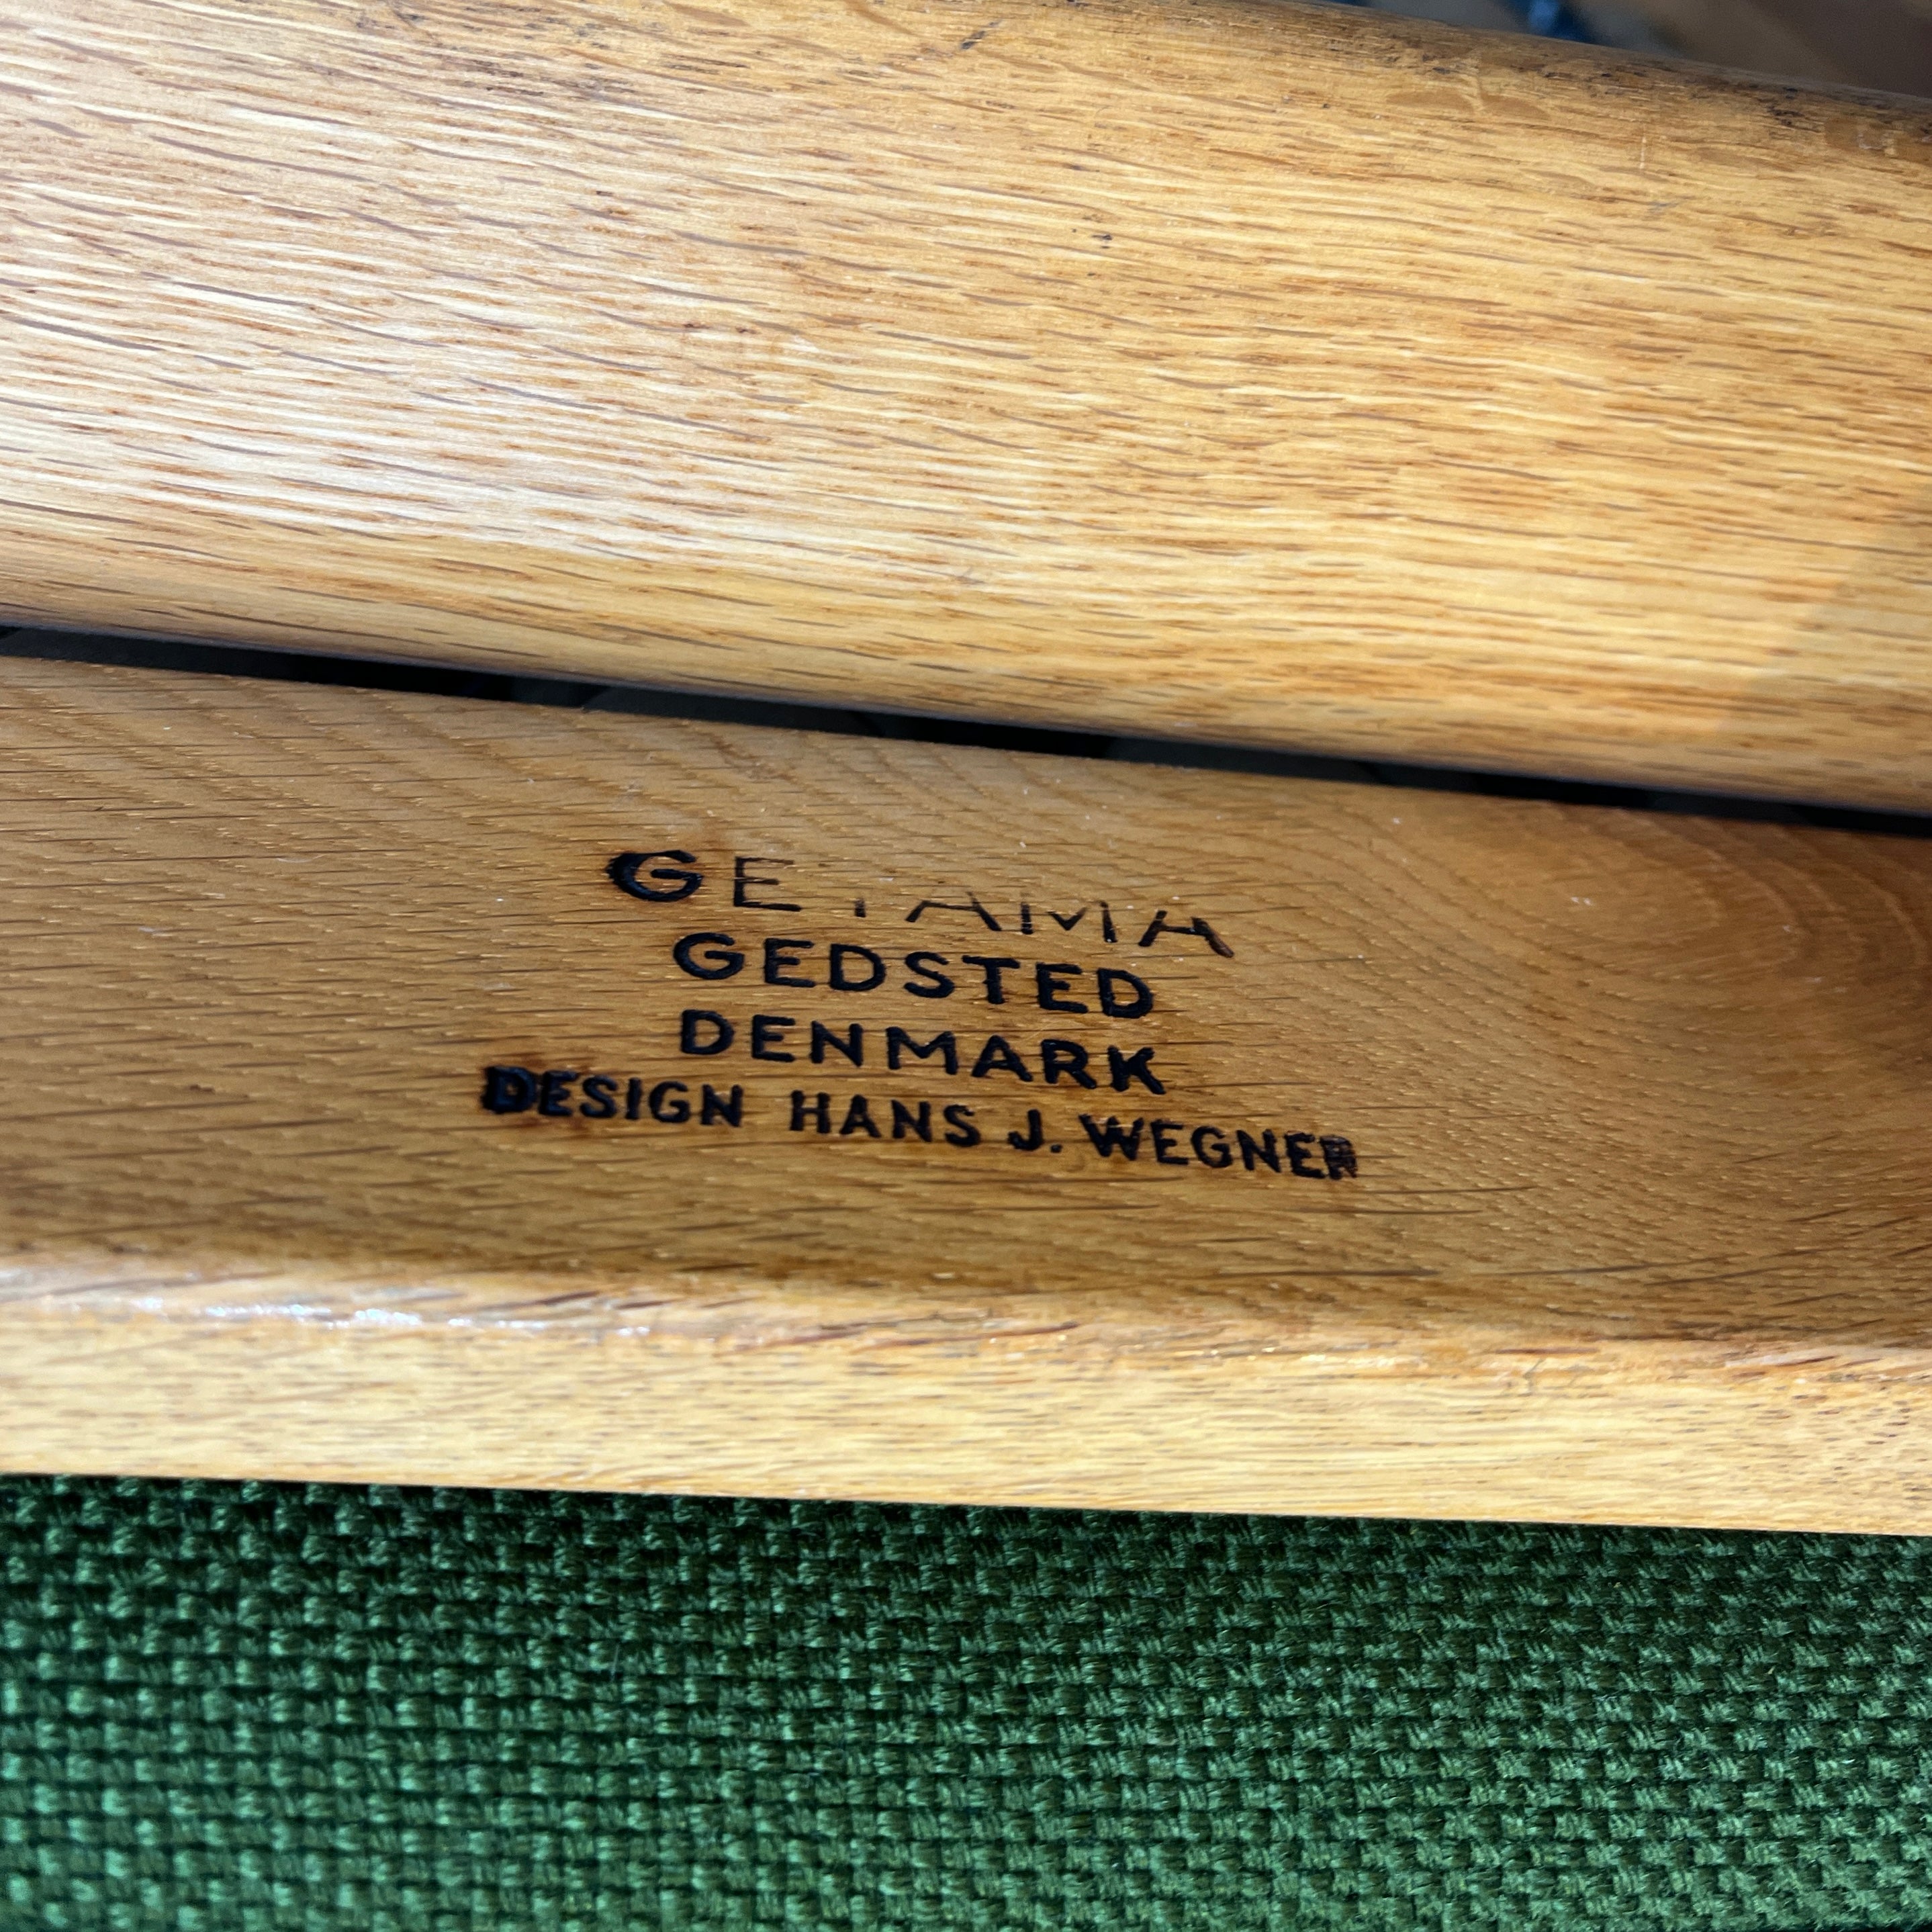 GETAMA
GEDSTED
DENMARK
DESIGN HANS J. WEGNER